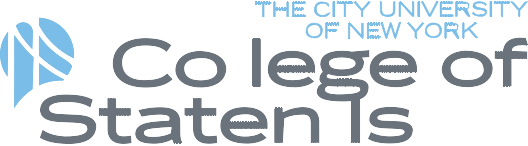 THE CITY UNIVERSITY
OF NEW YORK
Co lege of
Staten Is